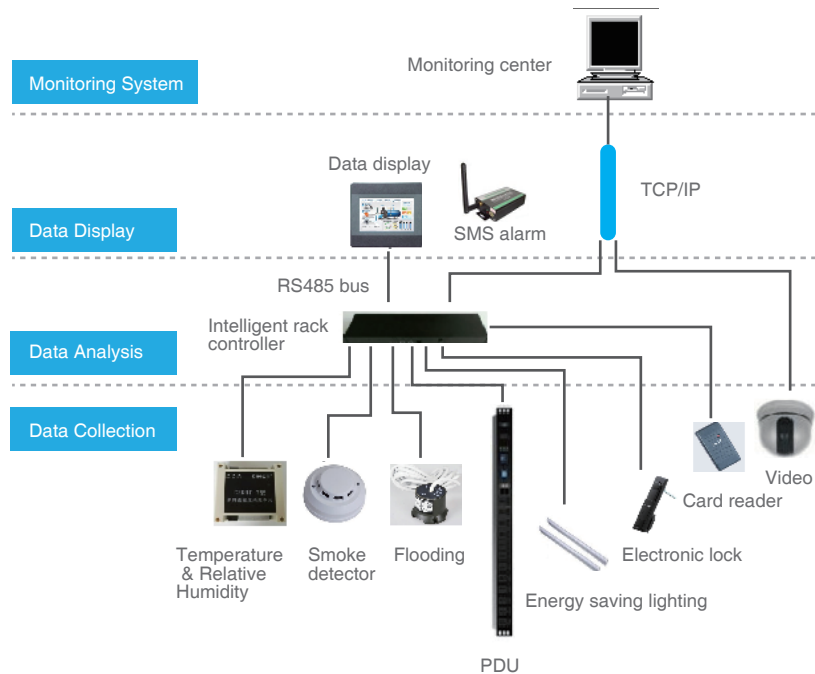 Monitoring center
Monitoring System
Data display
TCP/IP
SMS alarm
Data Display
RS485 bus
Intelligent rack
controller
Data Analysis
Data Collection
Video
Card reader
Temperature
& Relative
Humidity
Smoke
detector
Flooding
Electronic lock
Energy saving lighting
PDU